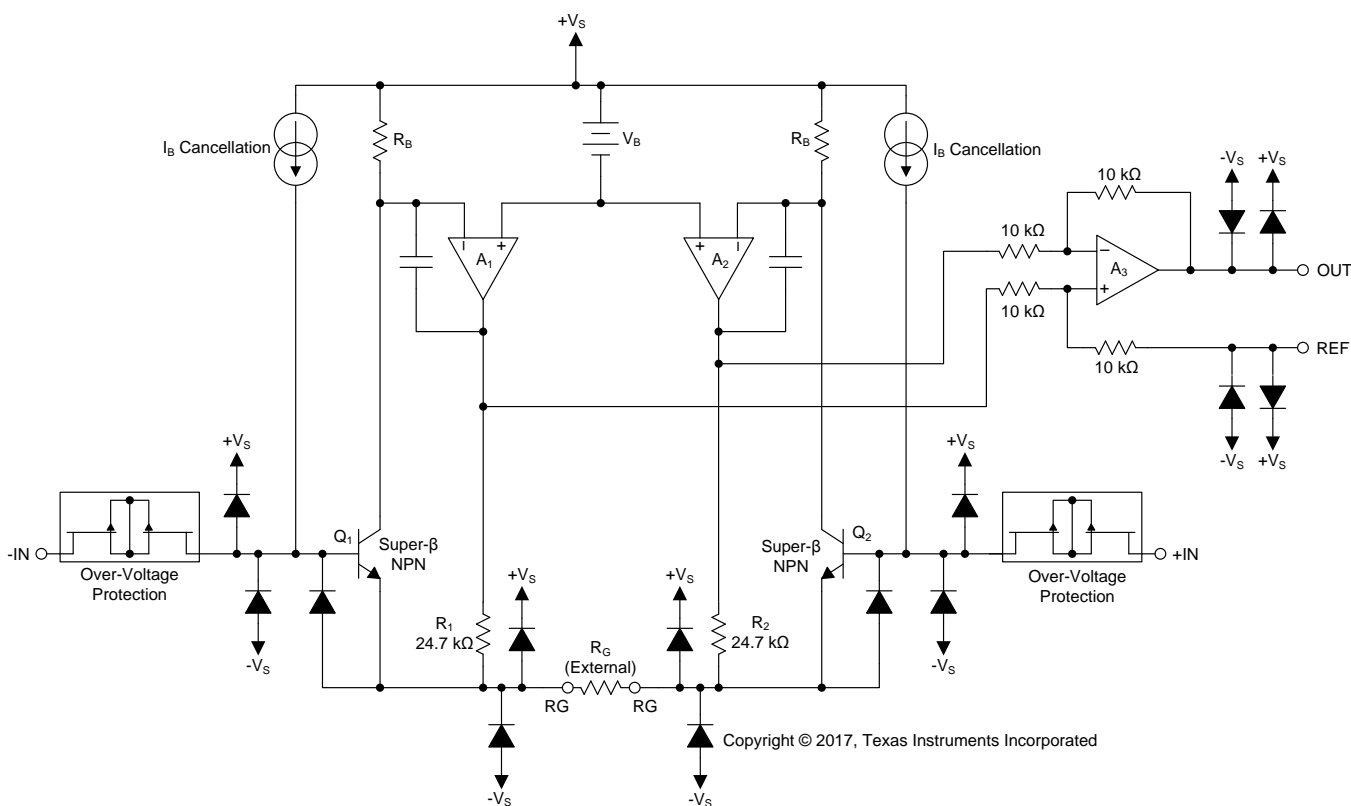 +VS
IB Cancellation
RB
VB
RB
IB Cancellation
A1
A2
10 kΩ
-VS
+VS
10 kΩ
A3
OUT
10 kΩ
10 kΩ
REF
-VS
+VS
+VS
-IN
Over-Voltage
Protection
-VS
Q1
Super-β
NPN
R1
24.7 kΩ
+VS
RG
(External)
RG
RG
-VS
+VS
R2
24.7 kΩ
-VS
Super-β
NPN
Q2
+VS
-VS
Over-Voltage
Protection
+IN
Copyright © 2017, Texas Instruments Incorporated